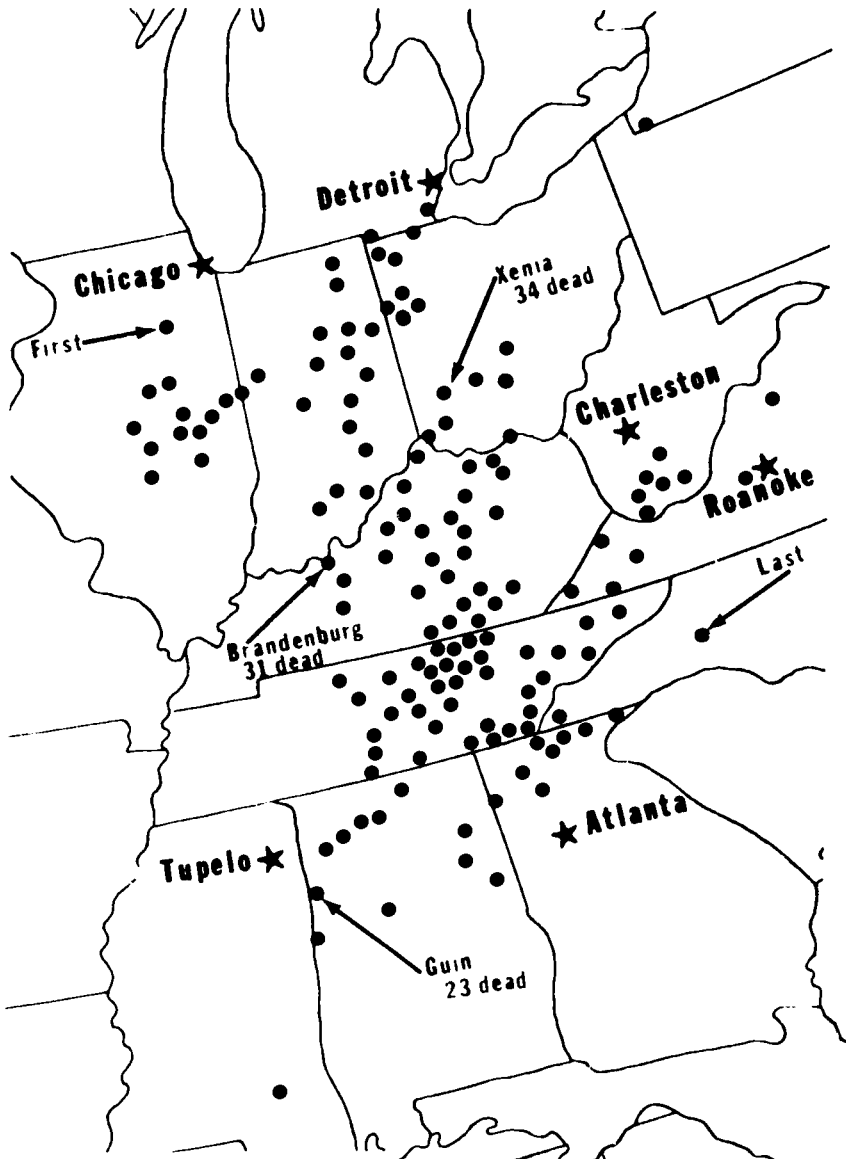 Detroit
Chicago
Xenia
34 dead
First
Charleston
Roanoke
Last
Brandenburg
31 dead
Atlanta
Tupelo
Guin
23 dead